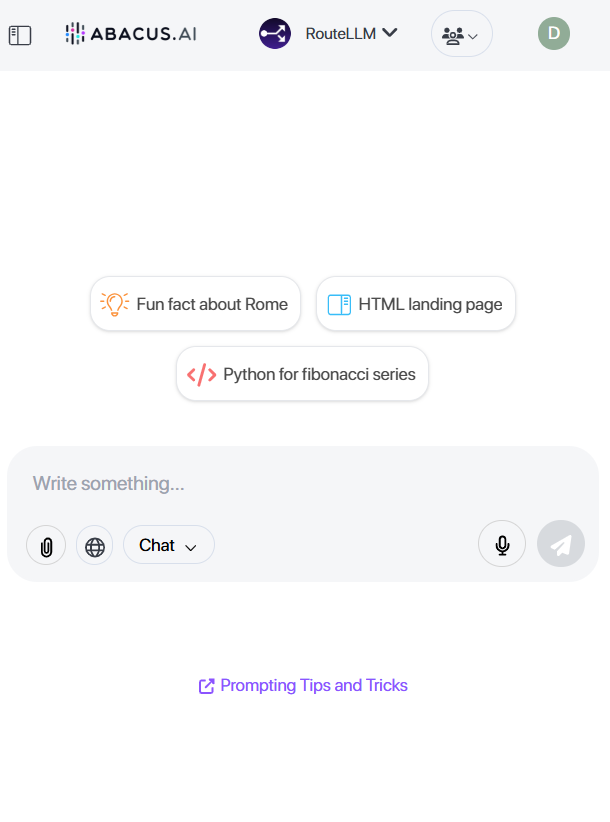 ABACUS.AI
RouteLLM
D
Fun fact about Rome
HTML landing page
Python for fibonacci series
Write something...
Chat
Prompting Tips and Tricks